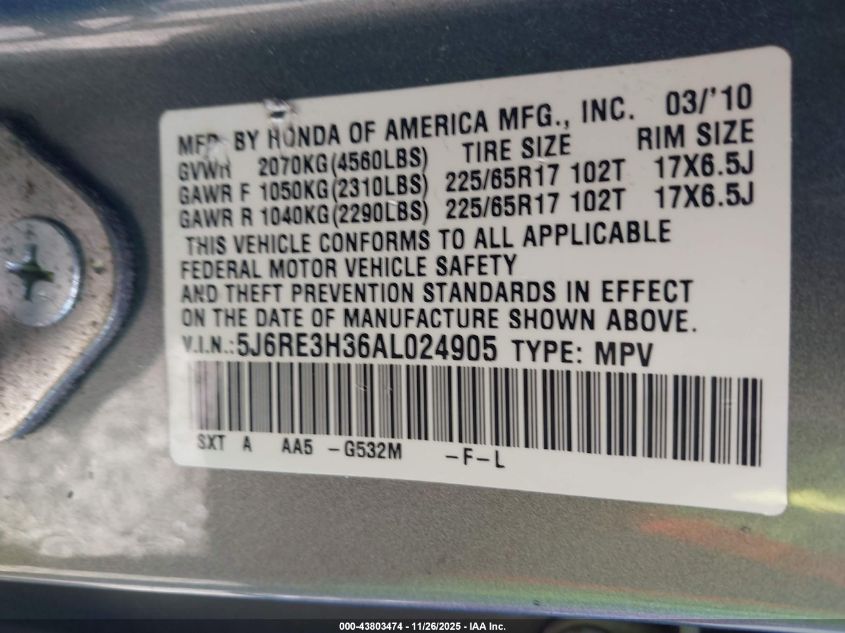 MFD. BY HONDA OF AMERICA MFG., INC. 03/'10
GVWR 2070KG(4560LBS) TIRE SIZE RIM SIZE
GAWR F 1050KG(2310LBS) 225/65R17 102T 17X6.5J
GAWR R 1040KG(2290LBS) 225/65R17 102T 17X6.5J
THIS VEHICLE CONFORMS TO ALL APPLICABLE
FEDERAL MOTOR VEHICLE SAFETY
AND THEFT PREVENTION STANDARDS IN EFFECT
ON THE DATE OF MANUFACTURE SHOWN ABOVE.
V.I.N.:5J6RE3H36AL024905 TYPE: MPV
SXT A AA5 -G532M -F-L
000-43803474 - 11/26/2025 - IAA Inc.